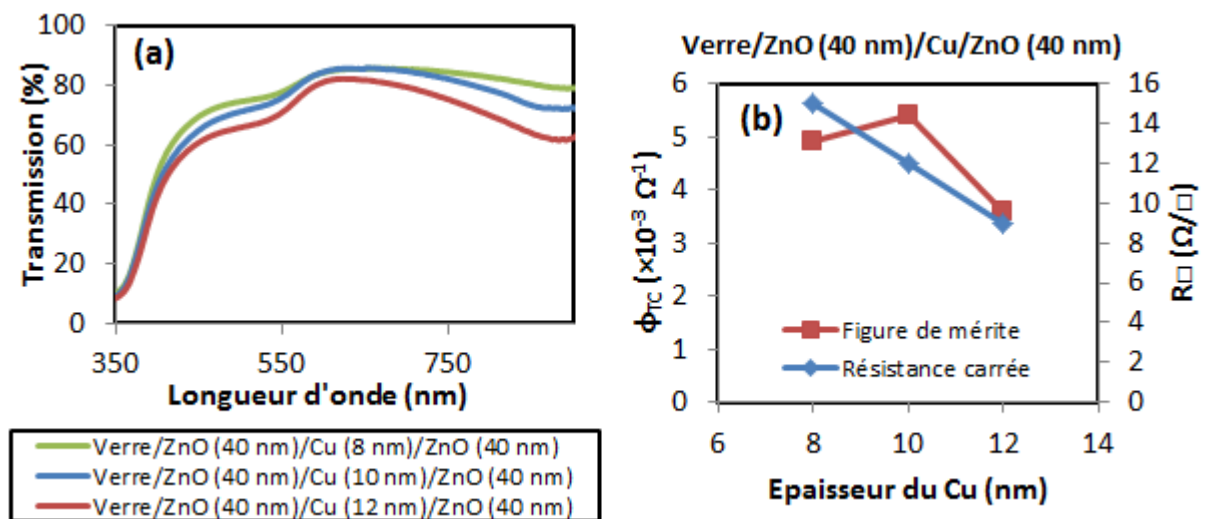 100
80
60
40
20
0
(a)
Transmission (%)
350
550
750
Longueur d'onde (nm)
Verre/ZnO (40 nm)/Cu (8 nm)/ZnO (40 nm)
Verre/ZnO (40 nm)/Cu (10 nm)/ZnO (40 nm)
Verre/ZnO (40 nm)/Cu (12 nm)/ZnO (40 nm)
Verre/ZnO (40 nm)/Cu/ZnO (40 nm)
6
5
4
3
2
1
0
(b)
ϕTC (×10⁻³ Ω⁻¹)
16
14
12
10
8
6
4
2
0
R□ (Ω/□)
Figure de mérite
Résistance carrée
6
8
10
12
14
Epaisseur du Cu (nm)